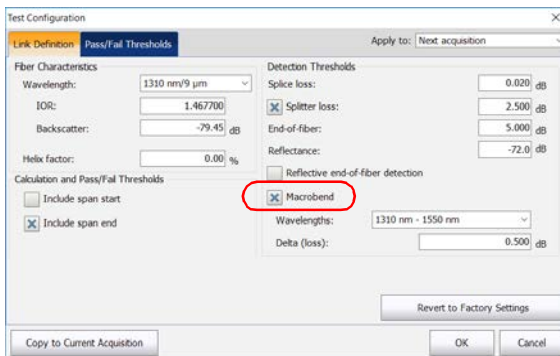 Test Configuration
Link Definition Pass/Fail Thresholds Apply to: Next acquisition
Fiber Characteristics
Wavelength: 1310 nm/9 µm
IOR: 1.467700
Backscatter: -79.45 dB
Helix factor: 0.00 %
Calculation and Pass/Fail Thresholds
Include span start
Include span end
Detection Thresholds
Splice loss: 0.020 dB
Splitter loss: 2.500 dB
End-of-fiber: 5.000 dB
Reflectance: -72.0 dB
Reflective end-of-fiber detection
Macrobend
Wavelengths: 1310 nm - 1550 nm
Delta (loss): 0.500 dB
Revert to Factory Settings
Copy to Current Acquisition OK Cancel